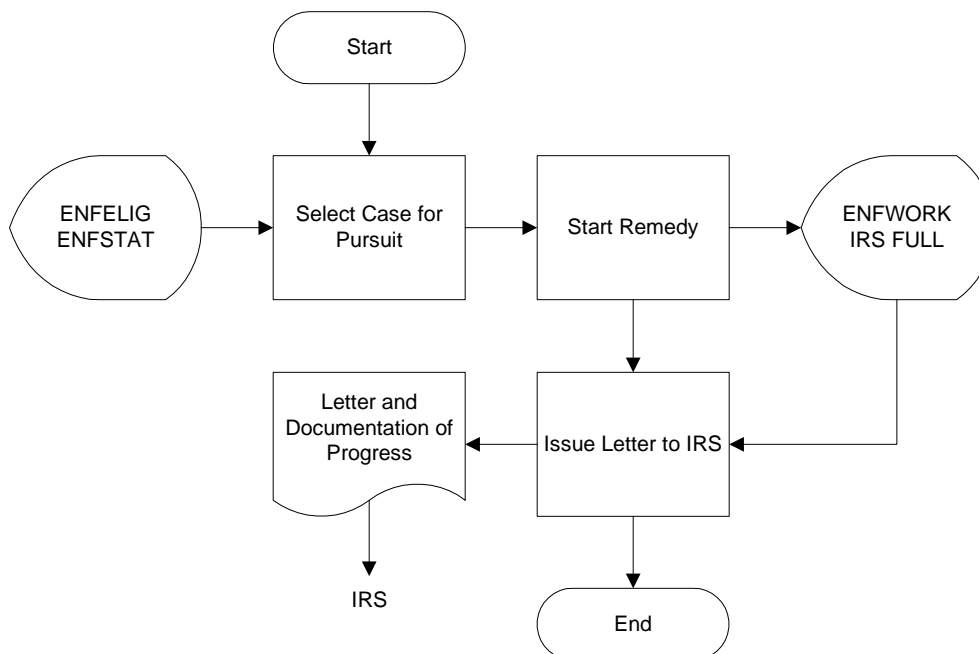 Start
ENFELIG
ENFSTAT
Select Case for
Pursuit
Start Remedy
ENFWORK
IRS FULL
Letter and
Documentation of
Progress
Issue Letter to IRS
IRS
End